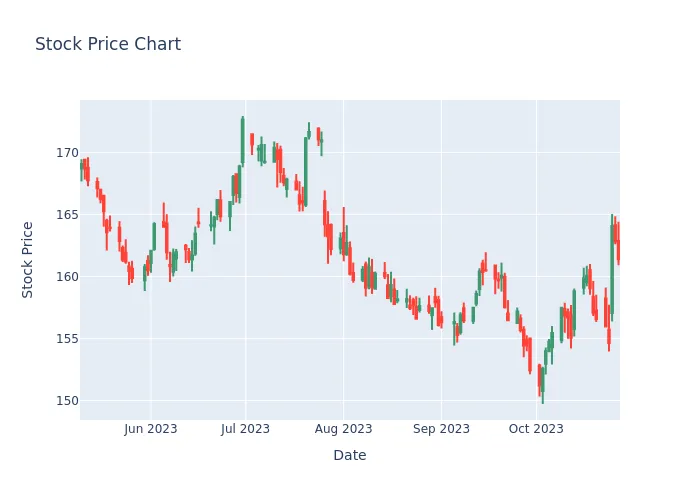 Stock Price Chart
Stock Price
170
165
160
155
150
Jun 2023
Jul 2023
Aug 2023
Sep 2023
Oct 2023
Date